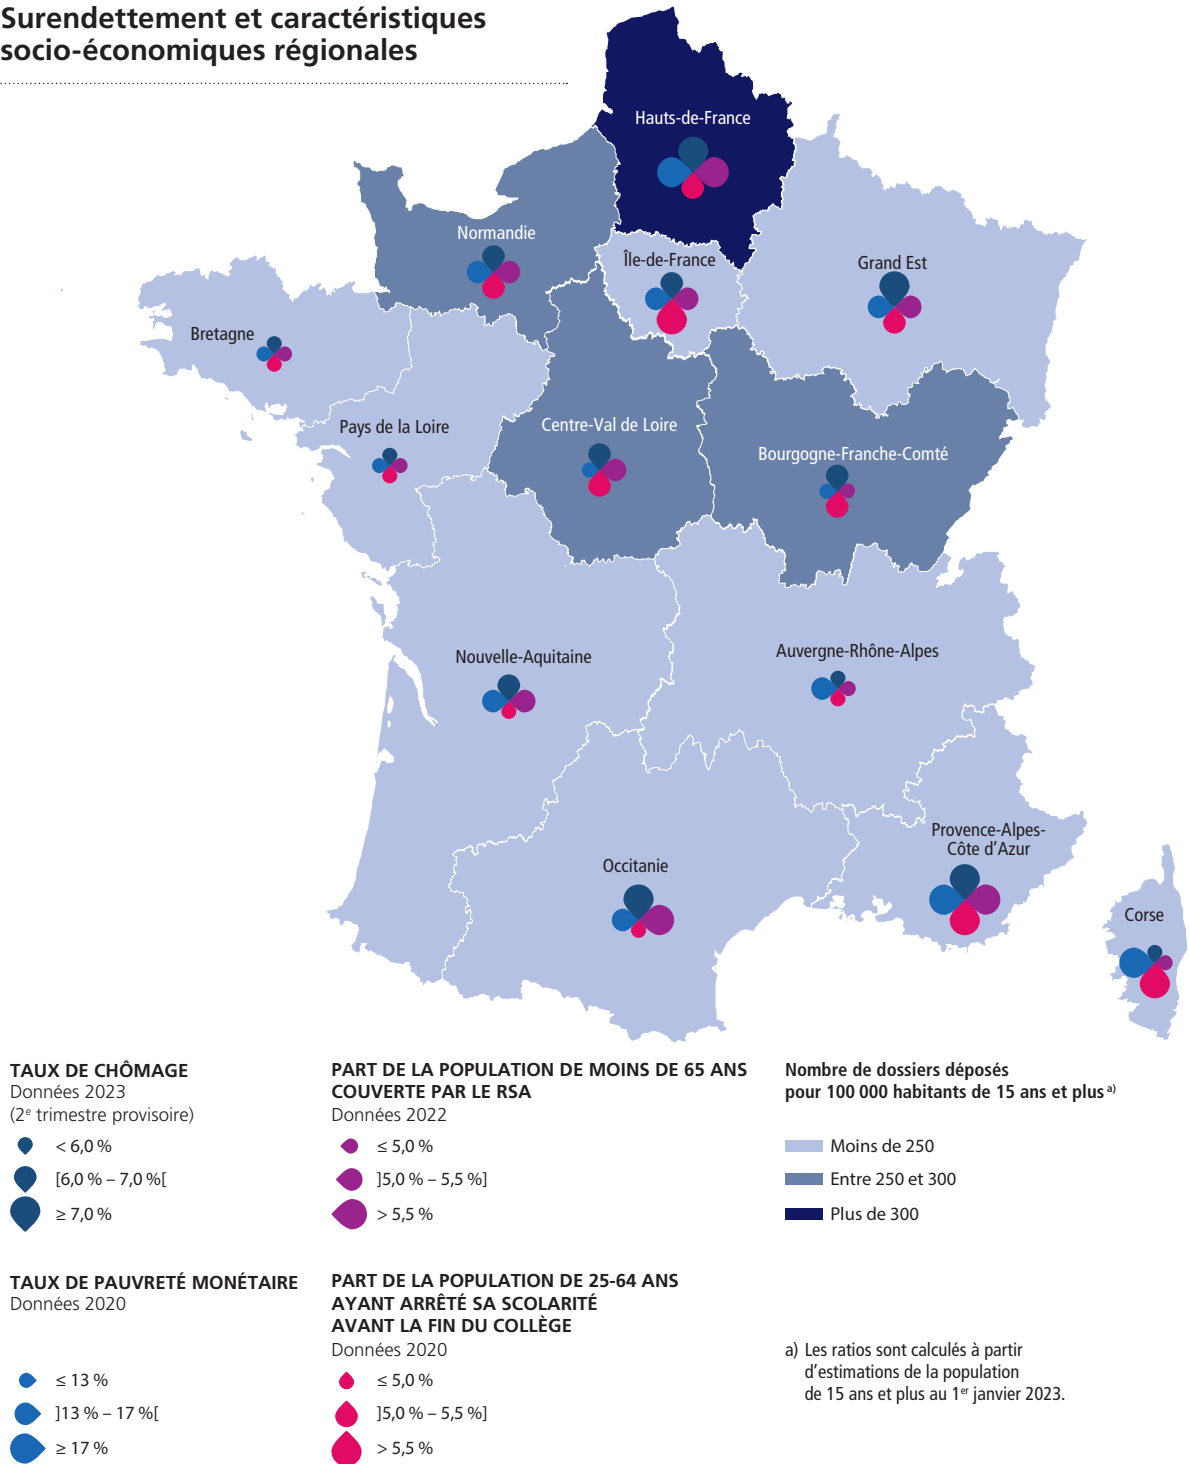 Surendettement et caractéristiques
socio-économiques régionales
Hauts-de-France
Normandie
Île-de-France
Grand Est
Bretagne
Pays de la Loire
Centre-Val de Loire
Bourgogne-Franche-Comté
Nouvelle-Aquitaine
Auvergne-Rhône-Alpes
Provence-Alpes-
Côte d'Azur
Occitanie
Corse
TAUX DE CHÔMAGE
Données 2023
(2e trimestre provisoire)
< 6,0 %
[6,0 % – 7,0 %[
≥ 7,0 %
PART DE LA POPULATION DE MOINS DE 65 ANS
COUVERTE PAR LE RSA
Données 2022
≤ 5,0 %
]5,0 % – 5,5 %]
> 5,5 %
Nombre de dossiers déposés
pour 100 000 habitants de 15 ans et plus a)
Moins de 250
Entre 250 et 300
Plus de 300
TAUX DE PAUVRETÉ MONÉTAIRE
Données 2020
≤ 13 %
]13 % – 17 %[
≥ 17 %
PART DE LA POPULATION DE 25-64 ANS
AYANT ARRÊTÉ SA SCOLARITÉ
AVANT LA FIN DU COLLÈGE
Données 2020
≤ 5,0 %
]5,0 % – 5,5 %]
> 5,5 %
a) Les ratios sont calculés à partir
d'estimations de la population
de 15 ans et plus au 1er janvier 2023.